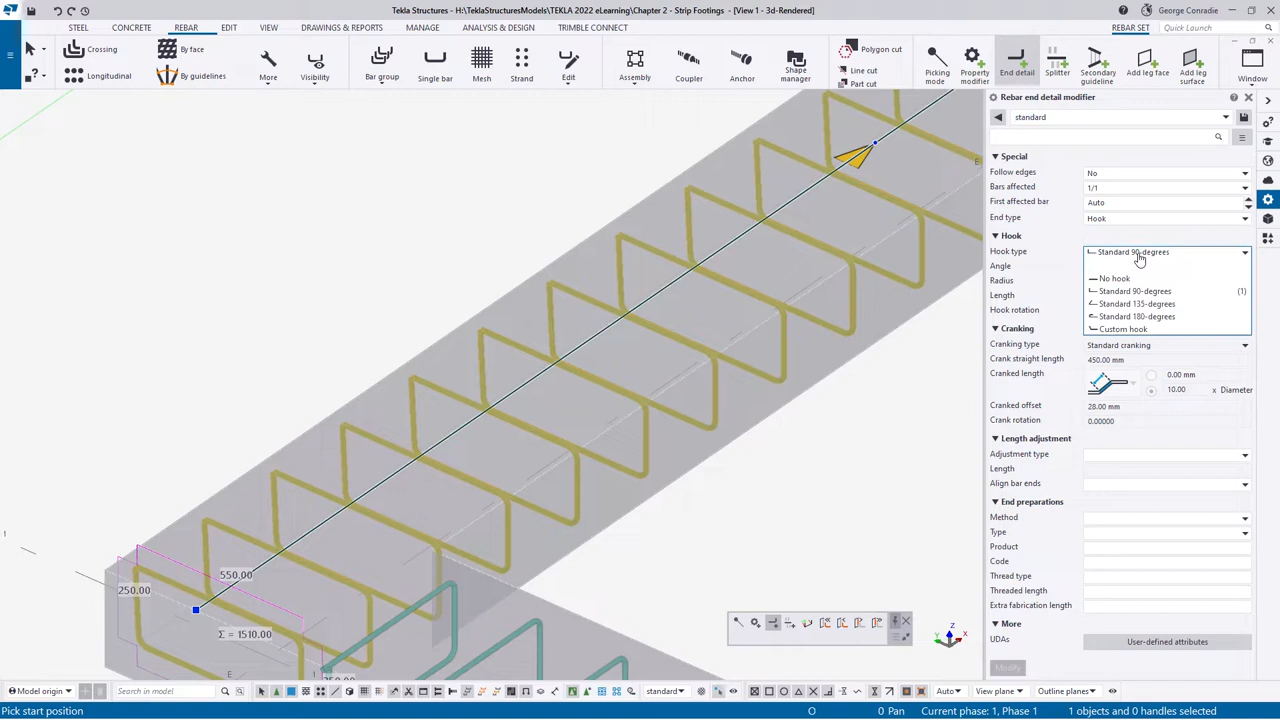 Tekla Structures - H:\TeklaStructuresModels\TEKLA 2022 eLearning\Chapter 2 - Strip Footings - [View 1 - 3d-Rendered]
George Conradie
STEEL CONCRETE REBAR EDIT VIEW DRAWINGS & REPORTS MANAGE ANALYSIS & DESIGN TRIMBLE CONNECT REBAR SET Quick Launch
Crossing By face Polygon cut
Longitudinal By guidelines More Visibility Bar group Single bar Mesh Strand Edit Assembly Coupler Anchor Shape manager Line cut Part cut Picking mode Property modifier End detail Splitter Secondary guideline Add leg face Add leg surface Window
Rebar end detail modifier
standard
Special
Follow edges No
Bars affected 1/1
First affected bar Auto
End type Hook
Hook
Hook type Standard 90-degrees
Angle
No hook
Radius
Standard 90-degrees (1)
Length
Standard 135-degrees
Hook rotation
Standard 180-degrees
Custom hook
Cranking
Cranking type Standard cranking
Crank straight length 450.00 mm
Cranked length 0.00 mm
10.00 x Diameter
Cranked offset 28.00 mm
Crank rotation 0.00000
Length adjustment
Adjustment type
Length
Align bar ends
End preparations
Method
Type
Product
Code
Thread type
Threaded length
Extra fabrication length
More
UDAs User-defined attributes
Modify
550.00
250.00
Σ = 1510.00
E
E
Z
Y
X
Model origin Search in model standard Auto View plane Outline planes
Pick start position O 0 Pan Current phase: 1, Phase 1 1 objects and 0 handles selected